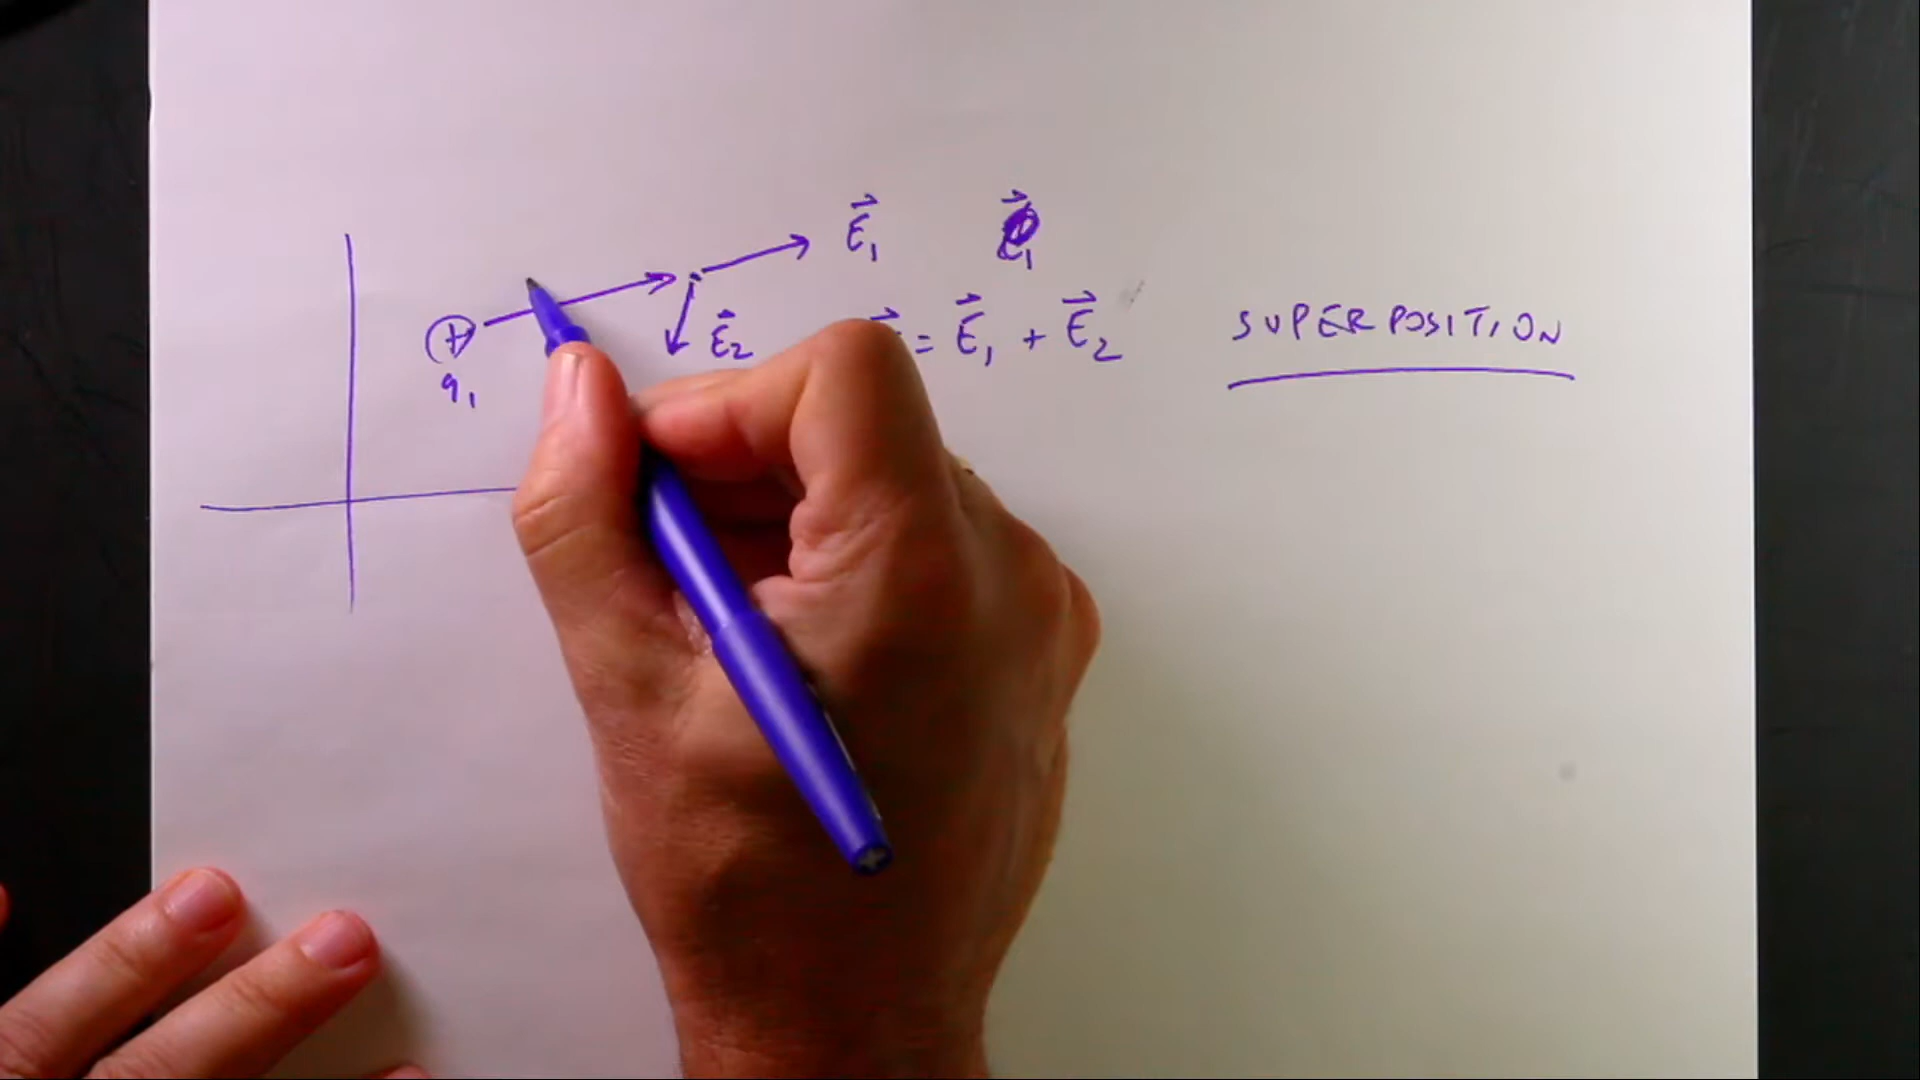 E⃗₁
+
q₁
E⃗₂
= E⃗₁ + E⃗₂
SUPERPOSITION